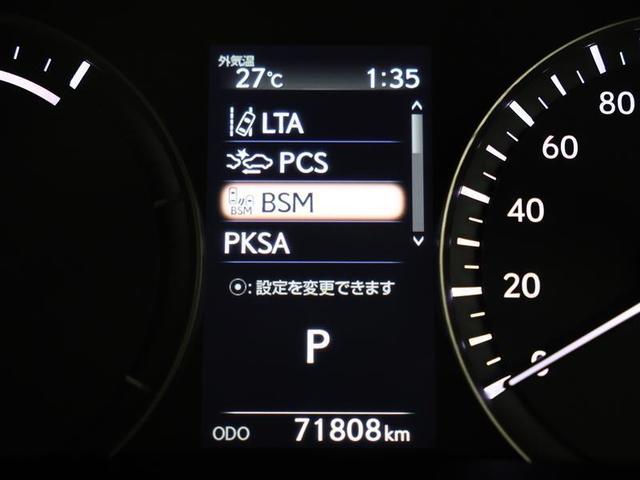 外気温
27℃ 1:35
LTA
PCS
BSM BSM
PKSA
⦿:設定を変更できます
P
ODO 71808km
80
60
40
20
0